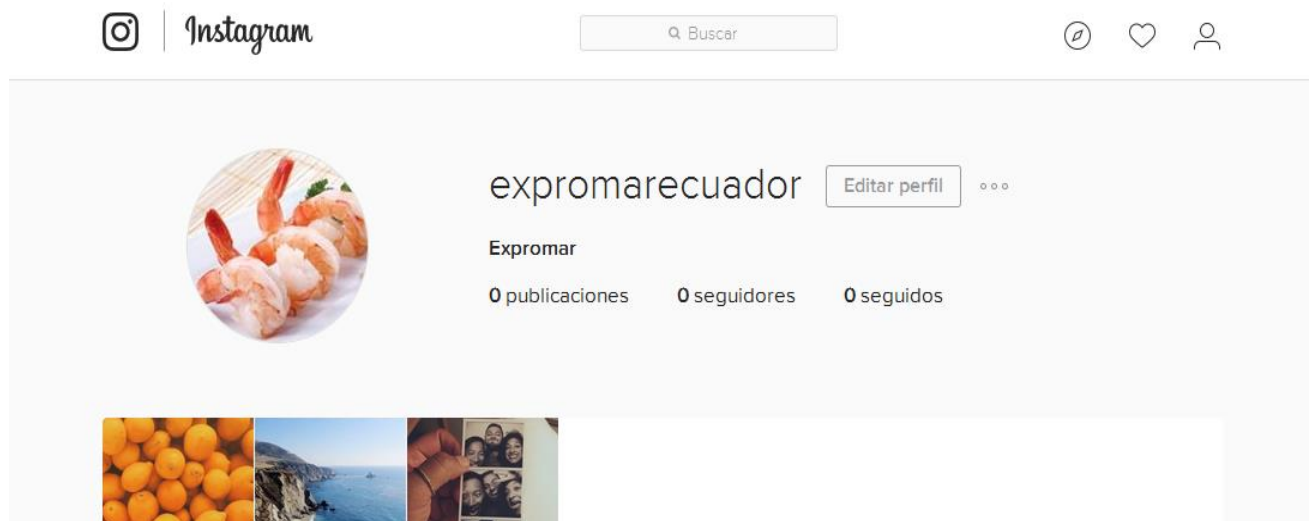 Instagram
Buscar
expromarecuador
Editar perfil
Expromar
0 publicaciones 0 seguidores 0 seguidos